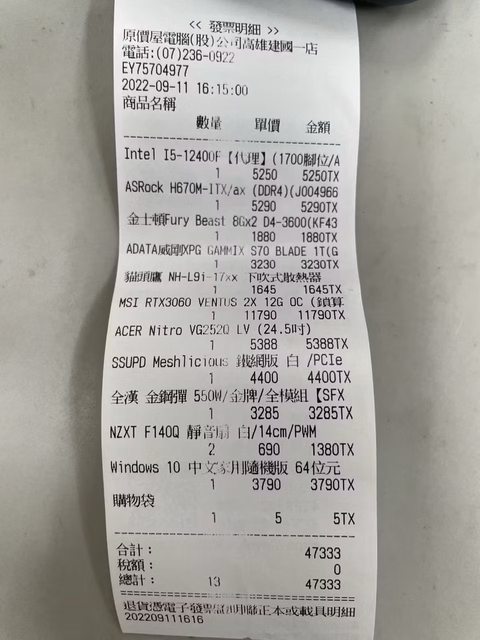 << 發票明細 >>
原價屋電腦(股)公司高雄建國一店
電話:(07)236-0922
EY75704977
2022-09-11 16:15:00
商品名稱
數量 單價 金額
Intel I5-12400F【代理】(1700腳位/A
1 5250 5250TX
ASRock H670M-ITX/ax (DDR4)(J004966
1 5290 5290TX
金士頓Fury Beast 8Gx2 D4-3600(KF43
1 1880 1880TX
ADATA威剛XPG GAMMIX S70 BLADE 1T(G
1 3230 3230TX
貓頭鷹 NH-L9i-17xx 下吹式散熱器
1 1645 1645TX
MSI RTX3060 VENTUS 2X 12G OC (鎖算
1 11790 11790TX
ACER Nitro VG252Q LV (24.5吋)
1 5388 5388TX
SSUPD Meshlicious 鐵網版 白 /PCIe
1 4400 4400TX
全漢 金鋼彈 550W/金牌/全模組【SFX
1 3285 3285TX
NZXT F140Q 靜音扇 白/14cm/PWM
2 690 1380TX
Windows 10 中文家用隨機版 64位元
1 3790 3790TX
購物袋
1 5 5TX
合計: 47333
稅額: 0
總計: 13 47333
退貨憑電子發票證明聯正本或載具明細
202209111616